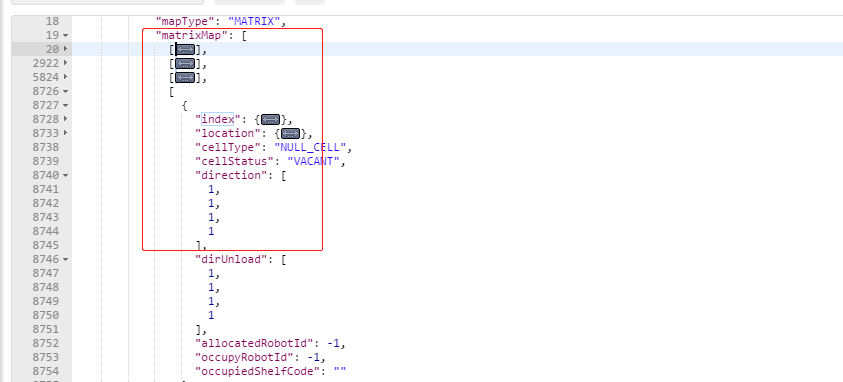 18 "mapType": "MATRIX",
19 "matrixMap": [
20 [],
2922 [],
5824 [],
8726 [
8727 {
8728 "index": {},
8733 "location": {},
8738 "cellType": "NULL_CELL",
8739 "cellStatus": "VACANT",
8740 "direction": [
8741 1,
8742 1,
8743 1,
8744 1
8745 ],
8746 "dirUnload": [
8747 1,
8748 1,
8749 1,
8750 1
8751 ],
8752 "allocatedRobotId": -1,
8753 "occupyRobotId": -1,
8754 "occupiedShelfCode": ""